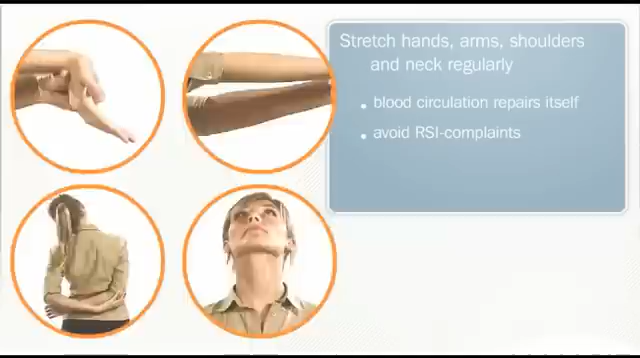 Stretch hands, arms, shoulders
and neck regularly
• blood circulation repairs itself
• avoid RSI-complaints